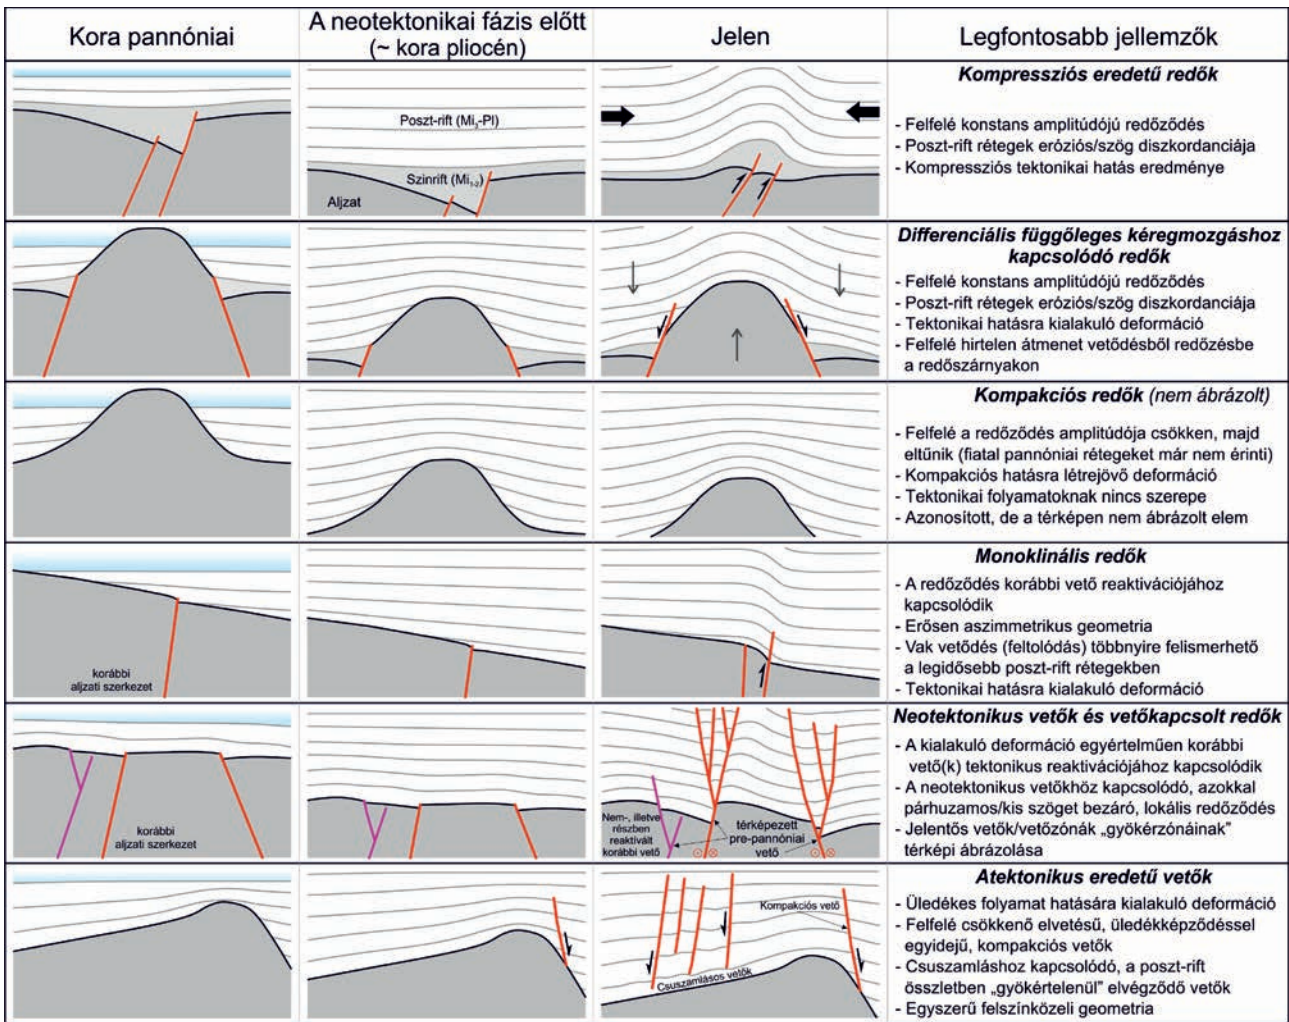 Kora pannóniai
A neotektonikai fázis előtt
(~ kora pliocén)
Jelen
Legfontosabb jellemzők
Poszt-rift (Mi₃-Pl)
Szinrift (Mi₁₋₂)
Aljzat
Kompressziós eredetű redők
- Felfelé konstans amplitúdójú redőződés
- Poszt-rift rétegek eróziós/szög diszkordanciája
- Kompressziós tektonikai hatás eredménye
Differenciális függőleges kéregmozgáshoz
kapcsolódó redők
- Felfelé konstans amplitúdójú redőződés
- Poszt-rift rétegek eróziós/szög diszkordanciája
- Tektonikai hatásra kialakuló deformáció
- Felfelé hirtelen átmenet vetődésből redőzésbe
a redőszárnyakon
Kompakciós redők (nem ábrázolt)
- Felfelé a redőződés amplitúdója csökken, majd
eltűnik (fiatal pannóniai rétegeket már nem érinti)
- Kompakciós hatásra létrejövő deformáció
- Tektonikai folyamatoknak nincs szerepe
- Azonosított, de a térképen nem ábrázolt elem
korábbi
aljzati szerkezet
Monoklinális redők
- A redőződés korábbi vető reaktivációjához
kapcsolódik
- Erősen aszimmetrikus geometria
- Vak vetődés (feltolódás) többnyire felismerhető
a legidősebb poszt-rift rétegekben
- Tektonikai hatásra kialakuló deformáció
korábbi
aljzati szerkezet
Nem-, illetve
részben
reaktivált
korábbi vető
térképezett
pre-pannóniai
vető
Neotektonikus vetők és vetőkapcsolt redők
- A kialakuló deformáció egyértelműen korábbi
vető(k) tektonikus reaktivációjához kapcsolódik
- A neotektonikus vetőkhöz kapcsolódó, azokkal
párhuzamos/kis szöget bezáró, lokális redőződés
- Jelentős vetők/vetőzónák „gyökérzónáinak”
térképi ábrázolása
Kompakciós vető
Csuszamlásos vetők
Atektonikus eredetű vetők
- Üledékes folyamat hatására kialakuló deformáció
- Felfelé csökkenő elvetésű, üledékképződéssel
egyidejű, kompakciós vetők
- Csuszamláshoz kapcsolódó, a poszt-rift
összletben „gyökértelenül” elvégződő vetők
- Egyszerű felszínközeli geometria